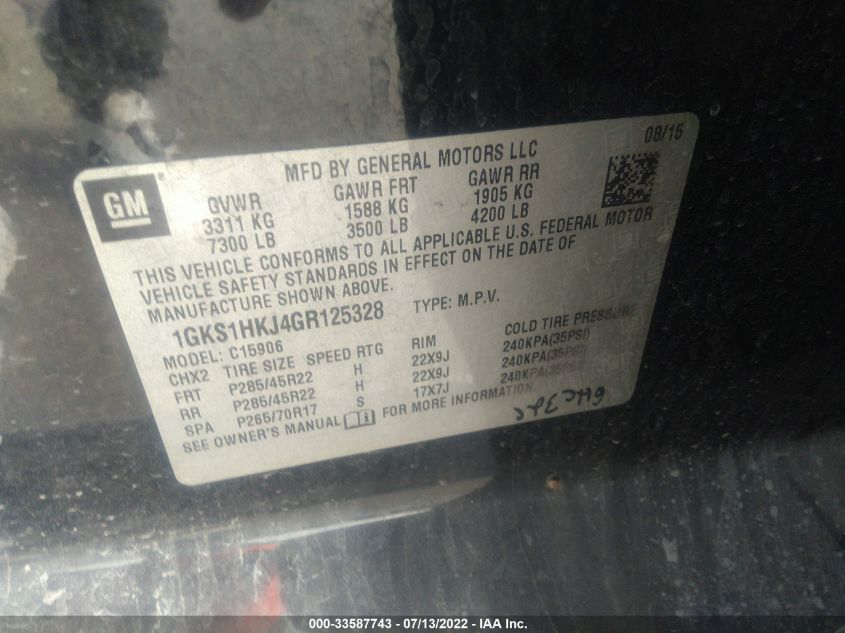 08/15
MFD BY GENERAL MOTORS LLC
GM
GVWR GAWR FRT GAWR RR
3311 KG 1588 KG 1905 KG
7300 LB 3500 LB 4200 LB
THIS VEHICLE CONFORMS TO ALL APPLICABLE U.S. FEDERAL MOTOR
VEHICLE SAFETY STANDARDS IN EFFECT ON THE DATE OF
MANUFACTURE SHOWN ABOVE.
1GKS1HKJ4GR125328 TYPE: M.P.V.
MODEL: C15906
CHX2 TIRE SIZE SPEED RTG RIM COLD TIRE PRESSURE
FRT P285/45R22 H 22X9J 240KPA(35PSI)
RR P285/45R22 H 22X9J 240KPA(35PSI)
SPA P265/70R17 S 17X7J 240KPA(35PSI)
SEE OWNER'S MANUAL FOR MORE INFORMATION
000-33587743 - 07/13/2022 - IAA Inc.